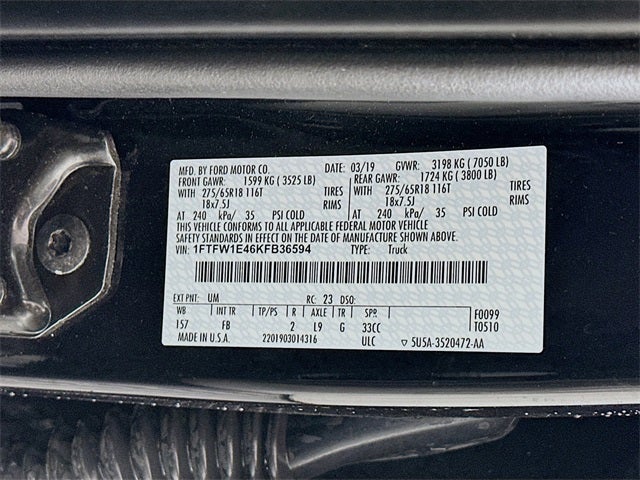 MFD. BY FORD MOTOR CO. DATE: 03/19 GVWR: 3198 KG ( 7050 LB)
FRONT GAWR: 1599 KG ( 3525 LB) REAR GAWR: 1724 KG ( 3800 LB)
WITH 275/65R18 116T TIRES WITH 275/65R18 116T TIRES
18x7.5J 18x7.5J
AT 240 kPa/ 35 PSI COLD AT 240 kPa/ 35 PSI COLD
THIS VEHICLE CONFORMS TO ALL APPLICABLE FEDERAL MOTOR VEHICLE
SAFETY STANDARDS IN EFFECT ON THE DATE OF MANUFACTURE SHOWN ABOVE.
VIN: 1FTFW1E46KFB36594 TYPE: Truck
EXT PNT: UM RC: 23 DSO:
WB INT TR TP/PS R AXLE TR SPR F0099
157 FB 2 L9 G 33CC T0510
MADE IN U.S.A. 2201903014316 ULC ▽ 5U5A-3520472-AA